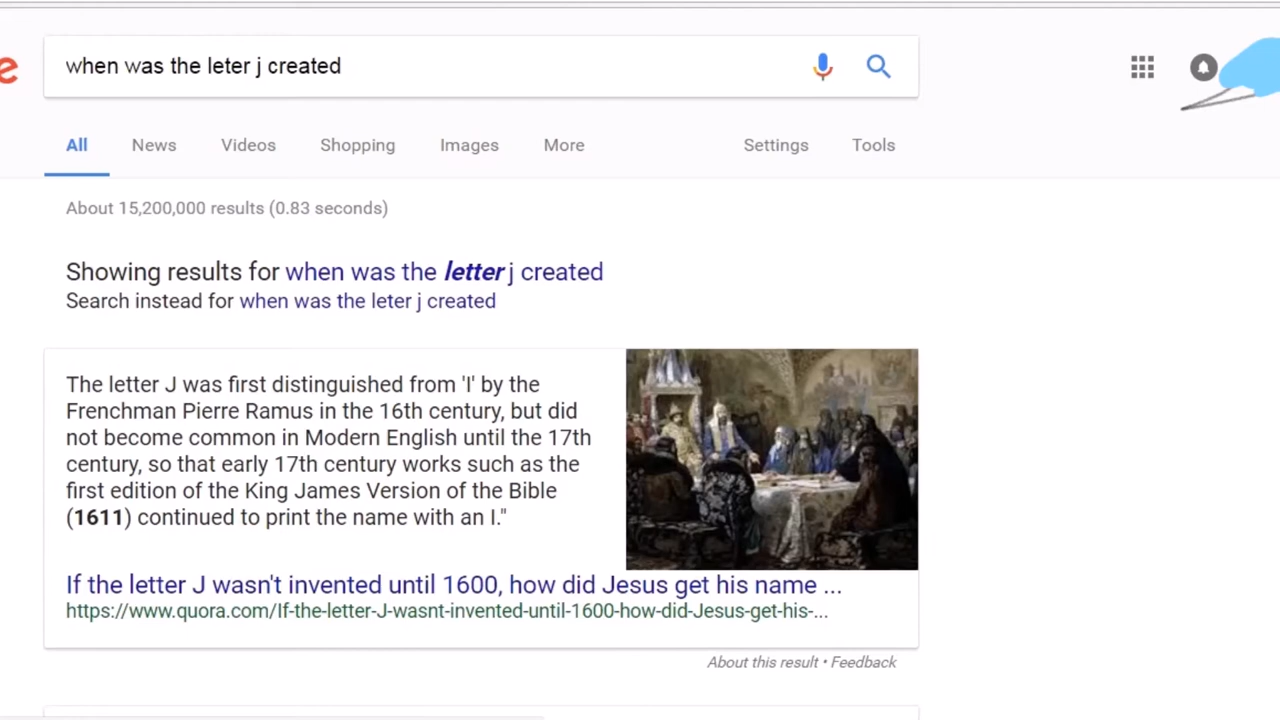 e
when was the leter j created
All News Videos Shopping Images More Settings Tools
About 15,200,000 results (0.83 seconds)
Showing results for when was the letter j created
Search instead for when was the leter j created
The letter J was first distinguished from 'I' by the
Frenchman Pierre Ramus in the 16th century, but did
not become common in Modern English until the 17th
century, so that early 17th century works such as the
first edition of the King James Version of the Bible
(1611) continued to print the name with an I."
If the letter J wasn't invented until 1600, how did Jesus get his name ...
https://www.quora.com/If-the-letter-J-wasnt-invented-until-1600-how-did-Jesus-get-his-...
About this result • Feedback